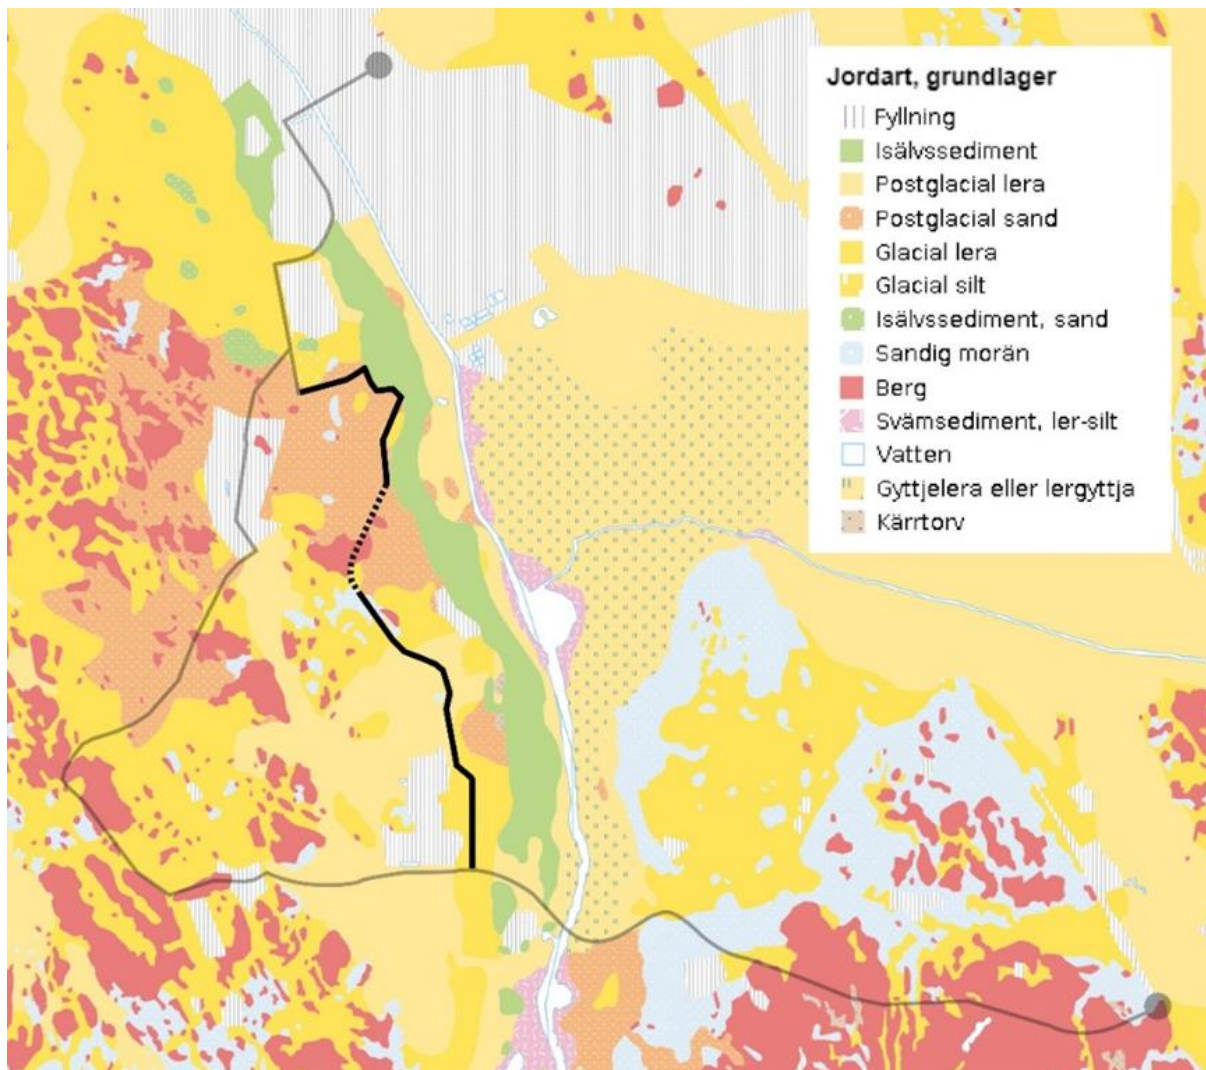 Jordart, grundlager
Fyllning
Isälvssediment
Postglacial lera
Postglacial sand
Glacial lera
Glacial silt
Isälvssediment, sand
Sandig morän
Berg
Svämsediment, ler-silt
Vatten
Gyttjelera eller lergyttja
Kärrtorv